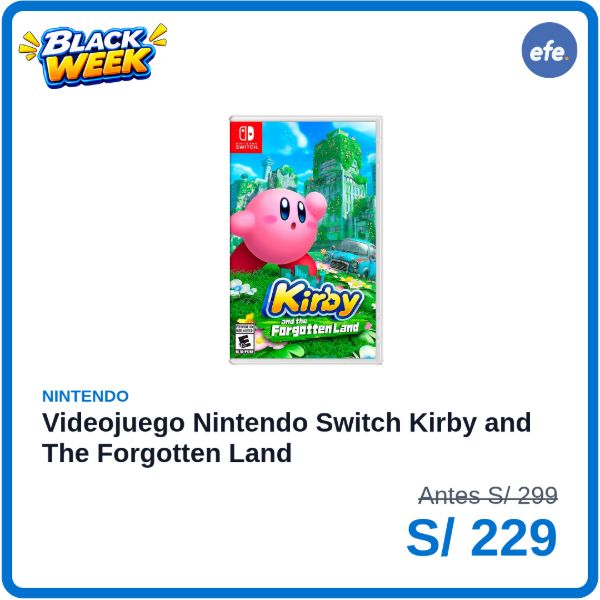 BLACK
WEEK
efe.
NINTENDO
SWITCH
Kirby
and the
Forgotten Land
E
NINTENDO
Videojuego Nintendo Switch Kirby and
The Forgotten Land
Antes S/ 299
S/ 229